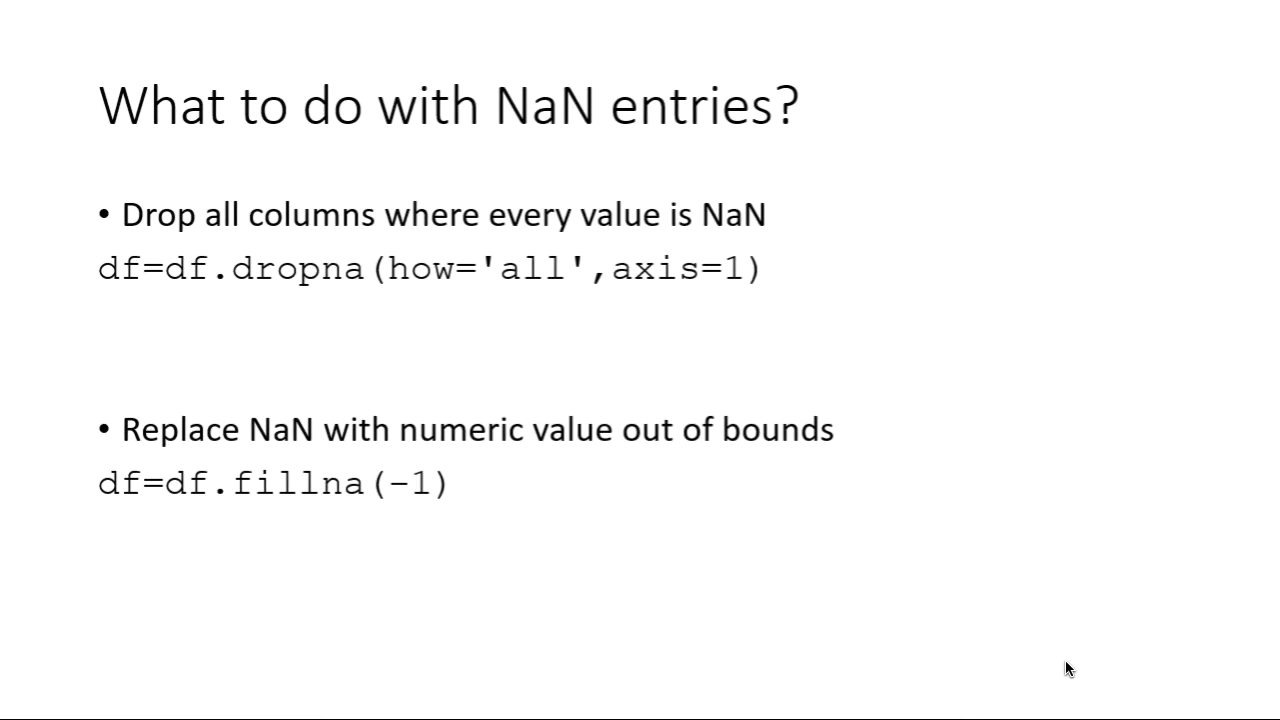 What to do with NaN entries?
• Drop all columns where every value is NaN
df=df.dropna(how='all',axis=1)
• Replace NaN with numeric value out of bounds
df=df.fillna(-1)